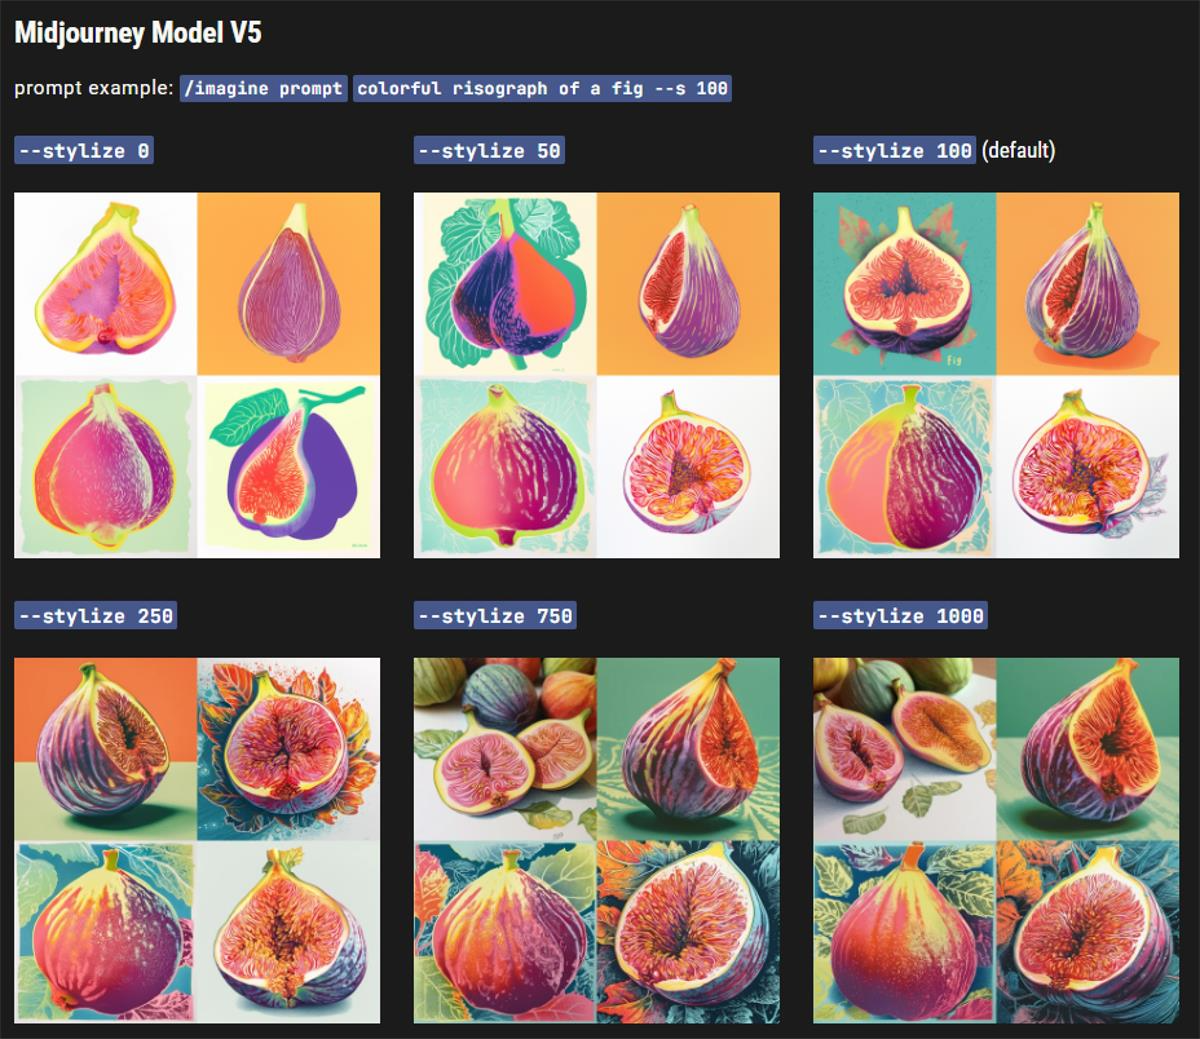 Midjourney Model V5
prompt example: /imagine prompt colorful risograph of a fig --s 100
--stylize 0
--stylize 50
--stylize 100 (default)
Fig
--stylize 250
--stylize 750
--stylize 1000